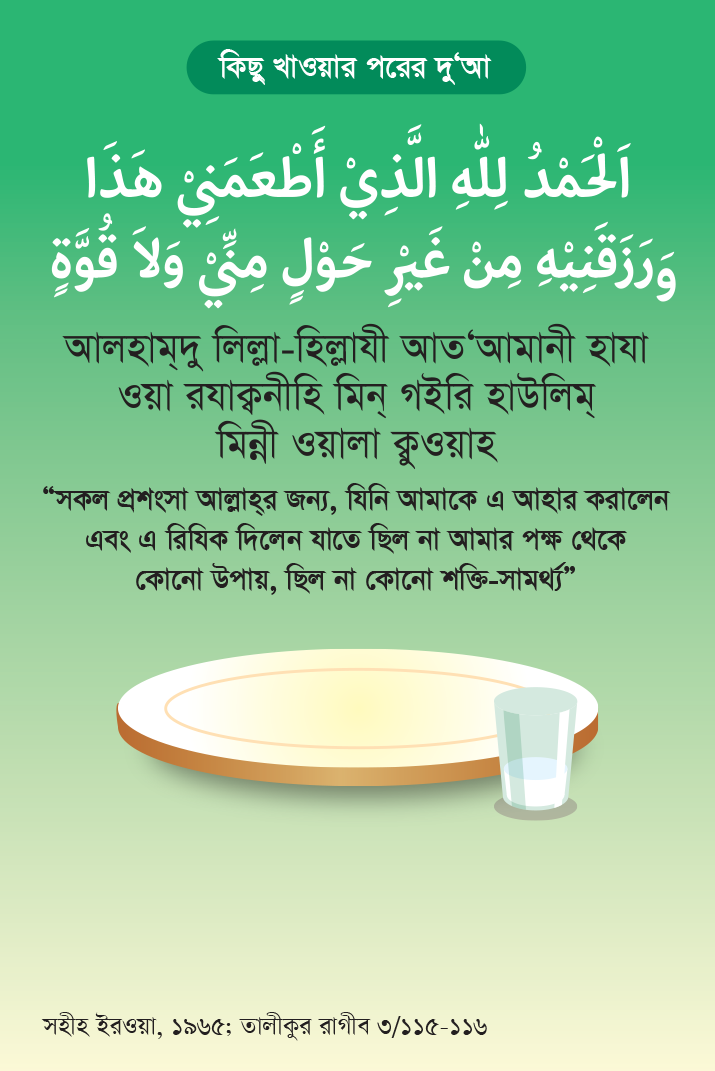 কিছু খাওয়ার পরের দু‘আ
اَلْحَمْدُ لِلّٰهِ الَّذِيْ أَطْعَمَنِيْ هَذَا
وَرَزَقَنِيْهِ مِنْ غَيْرِ حَوْلٍ مِنِّيْ وَلاَ قُوَّةٍ
আলহাম্‌দু লিল্লা-হিল্লাযী আত‘আমানী হাযা
ওয়া রযাক্বনীহি মিন্ গইরি হাউলিম্
মিন্নী ওয়ালা ক্বুওয়াহ
“সকল প্রশংসা আল্লাহ্‌র জন্য, যিনি আমাকে এ আহার করালেন
এবং এ রিযিক দিলেন যাতে ছিল না আমার পক্ষ থেকে
কোনো উপায়, ছিল না কোনো শক্তি-সামর্থ্য”
সহীহ ইরওয়া, ১৯৬৫; তালীকুর রাগীব ৩/১১৫-১১৬